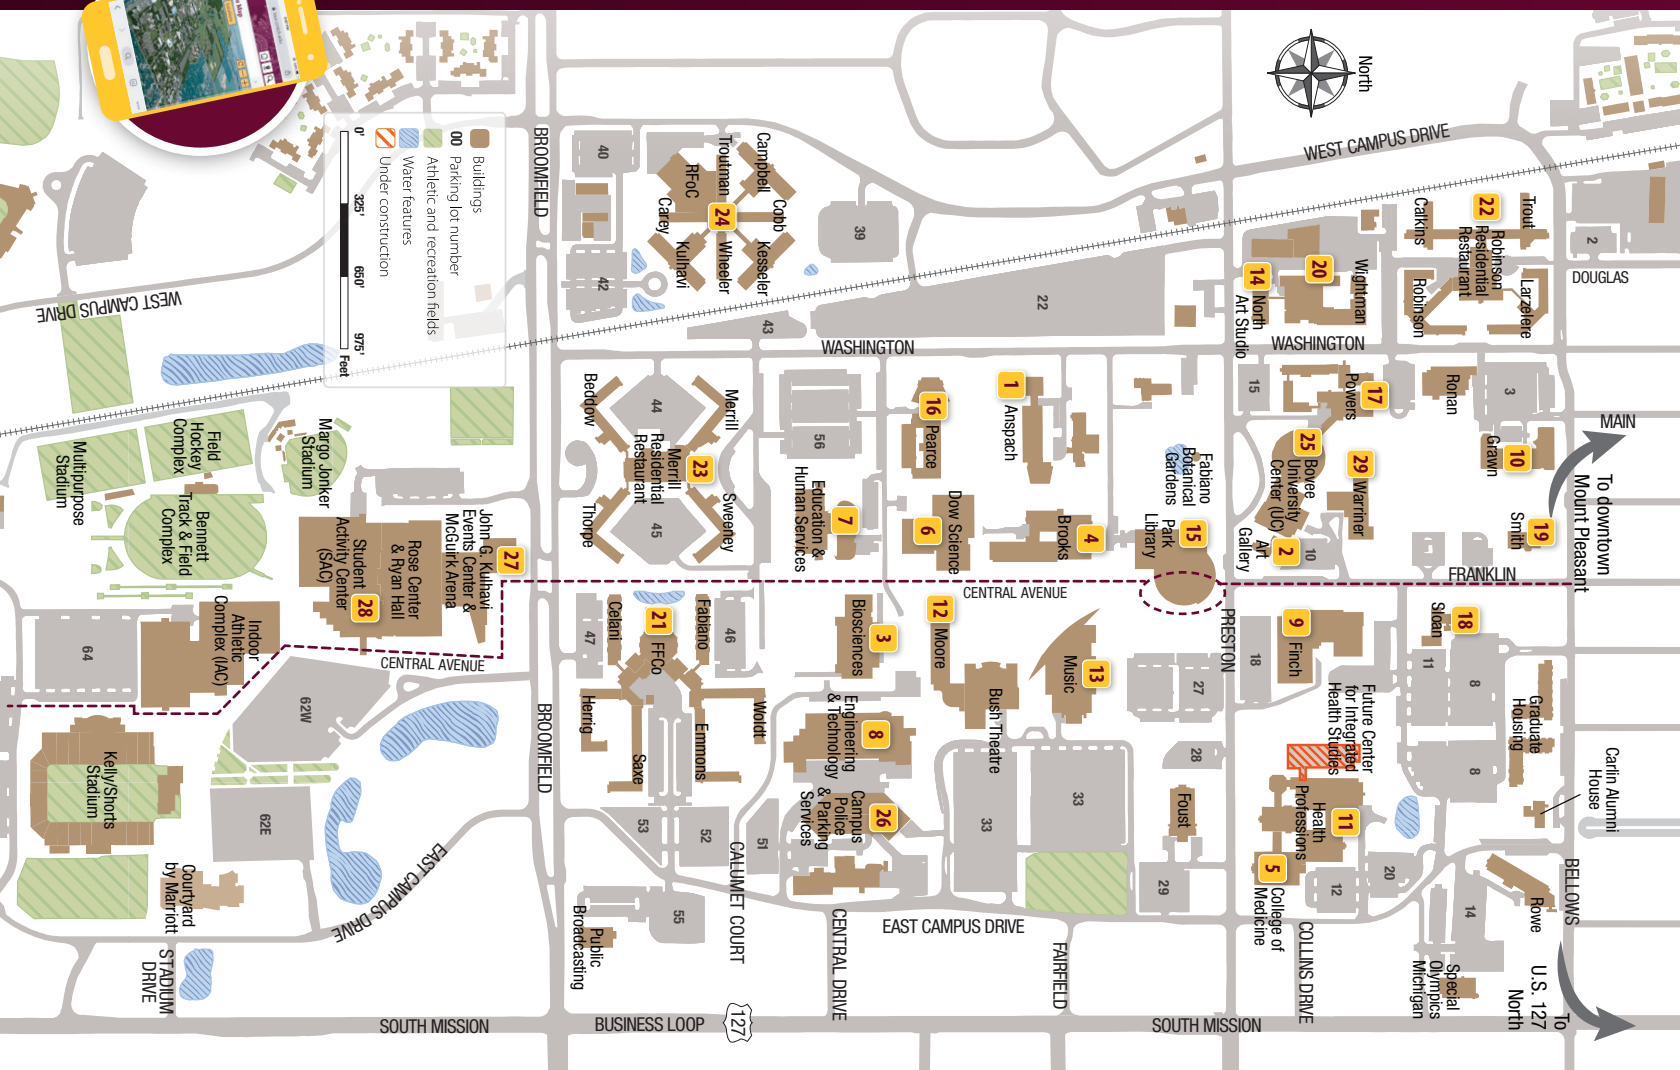 North
WEST CAMPUS DRIVE
Trout
22
Robinson
Residential
Restaurant
Calkins
Larzelere
Robinson
2
DOUGLAS
20
Wightman
14
North
Art Studio
WASHINGTON
15
17
Powers
Ronan
3
MAIN
To downtown
Mount Pleasant
10
Grawn
19
Smith
25
Bovee
University
Center (UC)
29
Warriner
2
Art
Gallery
10
FRANKLIN
Fabiano
Botanical
Gardens
15
Park
Library
PRESTON
BROOMFIELD
40
Campbell
Troutman
RFoC
Carey
24
Cobb
Kesseler
Wheeler
Kulhavi
42
39
22
43
WASHINGTON
1
Anspach
16
Pearce
6
Dow Science
4
Brooks
56
7
Education &
Human Services
Merrill
Beddow
44
23
Merrill
Residential
Restaurant
Thorpe
45
Sweeney
CENTRAL AVENUE
Buildings
00
Parking lot number
Athletic and recreation fields
Water features
Under construction
0'
325'
650'
975'
Feet
WEST CAMPUS DRIVE
Margo Jonker
Stadium
Field
Hockey
Complex
Multipurpose
Stadium
Bennett
Track & Field
Complex
27
John G. Kulhavi
Events Center &
McGuirk Arena
Rose Center
& Ryan Hall
28
Student
Activity Center
(SAC)
Indoor
Athletic
Complex (IAC)
64
CENTRAL AVENUE
62W
62E
Kelly/Shorts
Stadium
Courtyard
by Marriott
STADIUM
DRIVE
EAST CAMPUS DRIVE
SOUTH MISSION
BROOMFIELD
47
Celani
21
FFCo
Fabiano
46
Herrig
Saxe
Emmons
Woldt
53
52
51
55
CALUMET COURT
Public
Broadcasting
BUSINESS LOOP
127
3
Biosciences
12
Moore
Bush Theatre
13
Music
8
Engineering
& Technology
26
Campus
Police
& Parking
Services
33
33
CENTRAL DRIVE
EAST CAMPUS DRIVE
FAIRFIELD
SOUTH MISSION
27
28
Foust
29
18
9
Finch
Future Center
for Integrated
Health Studies
11
Health
Professions
5
College of
Medicine
12
20
COLLINS DRIVE
18
Sloan
11
8
8
Graduate
Housing
Carlin Alumni
House
BELLOWS
Rowe
14
Special
Olympics
Michigan
To
U.S. 127
North